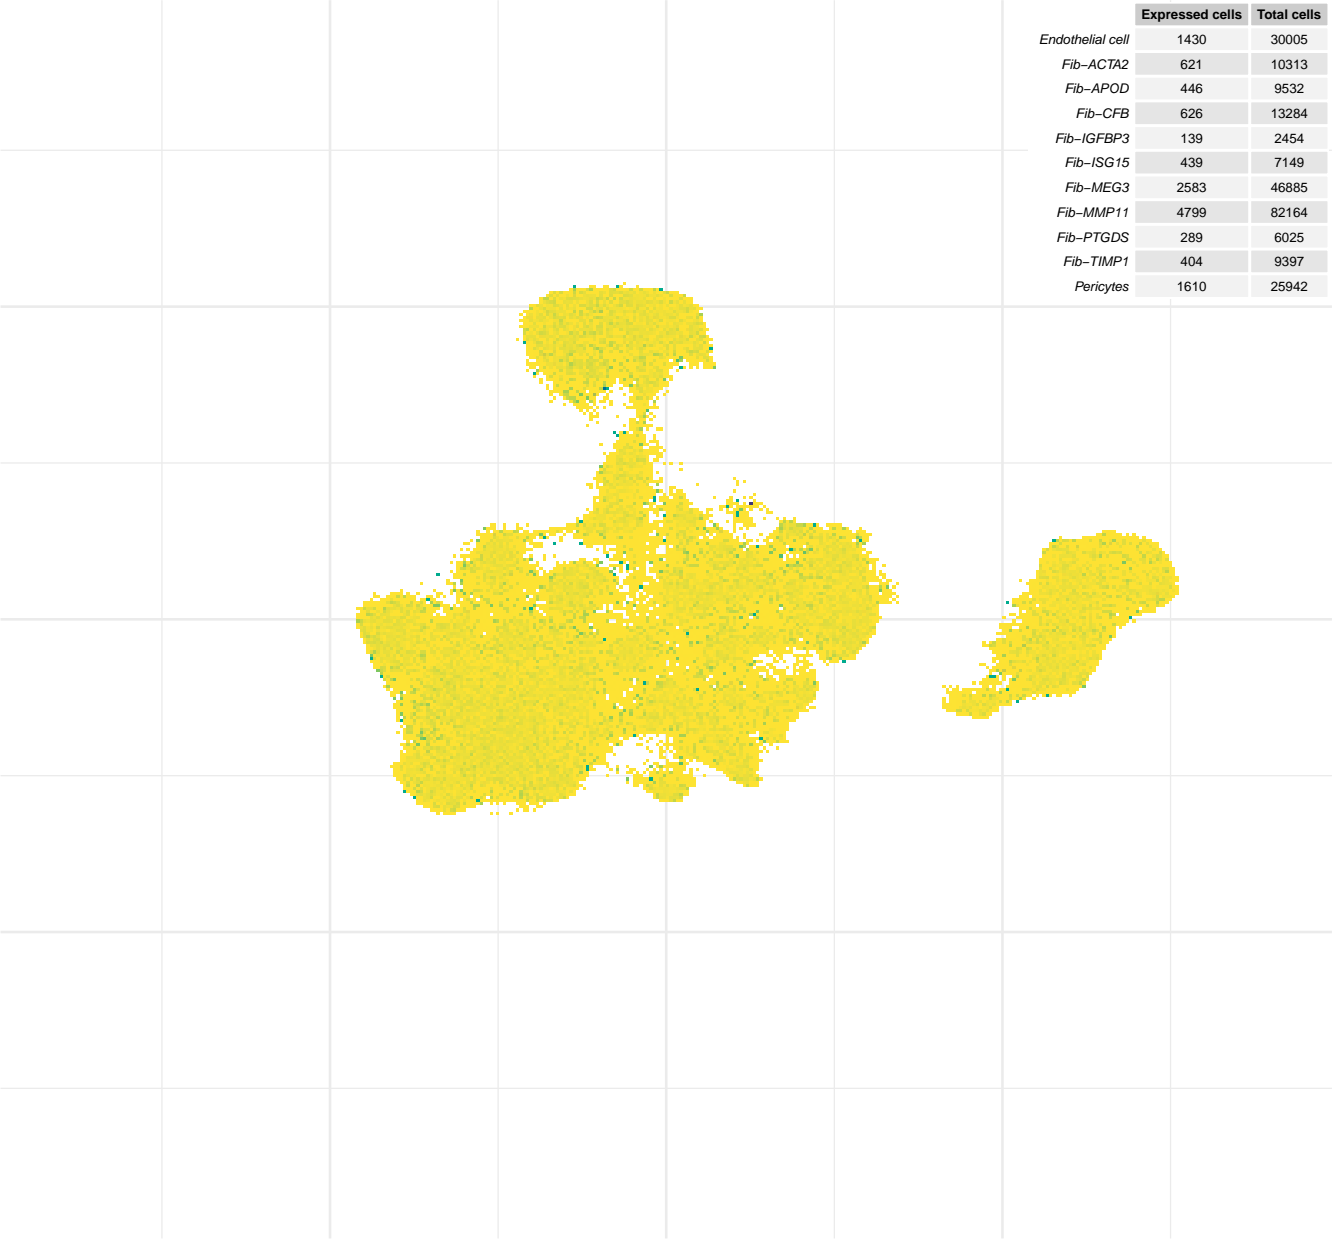 Expressed cells Total cells
Endothelial cell 1430 30005
Fib−ACTA2 621 10313
Fib−APOD 446 9532
Fib−CFB 626 13284
Fib−IGFBP3 139 2454
Fib−ISG15 439 7149
Fib−MEG3 2583 46885
Fib−MMP11 4799 82164
Fib−PTGDS 289 6025
Fib−TIMP1 404 9397
Pericytes 1610 25942